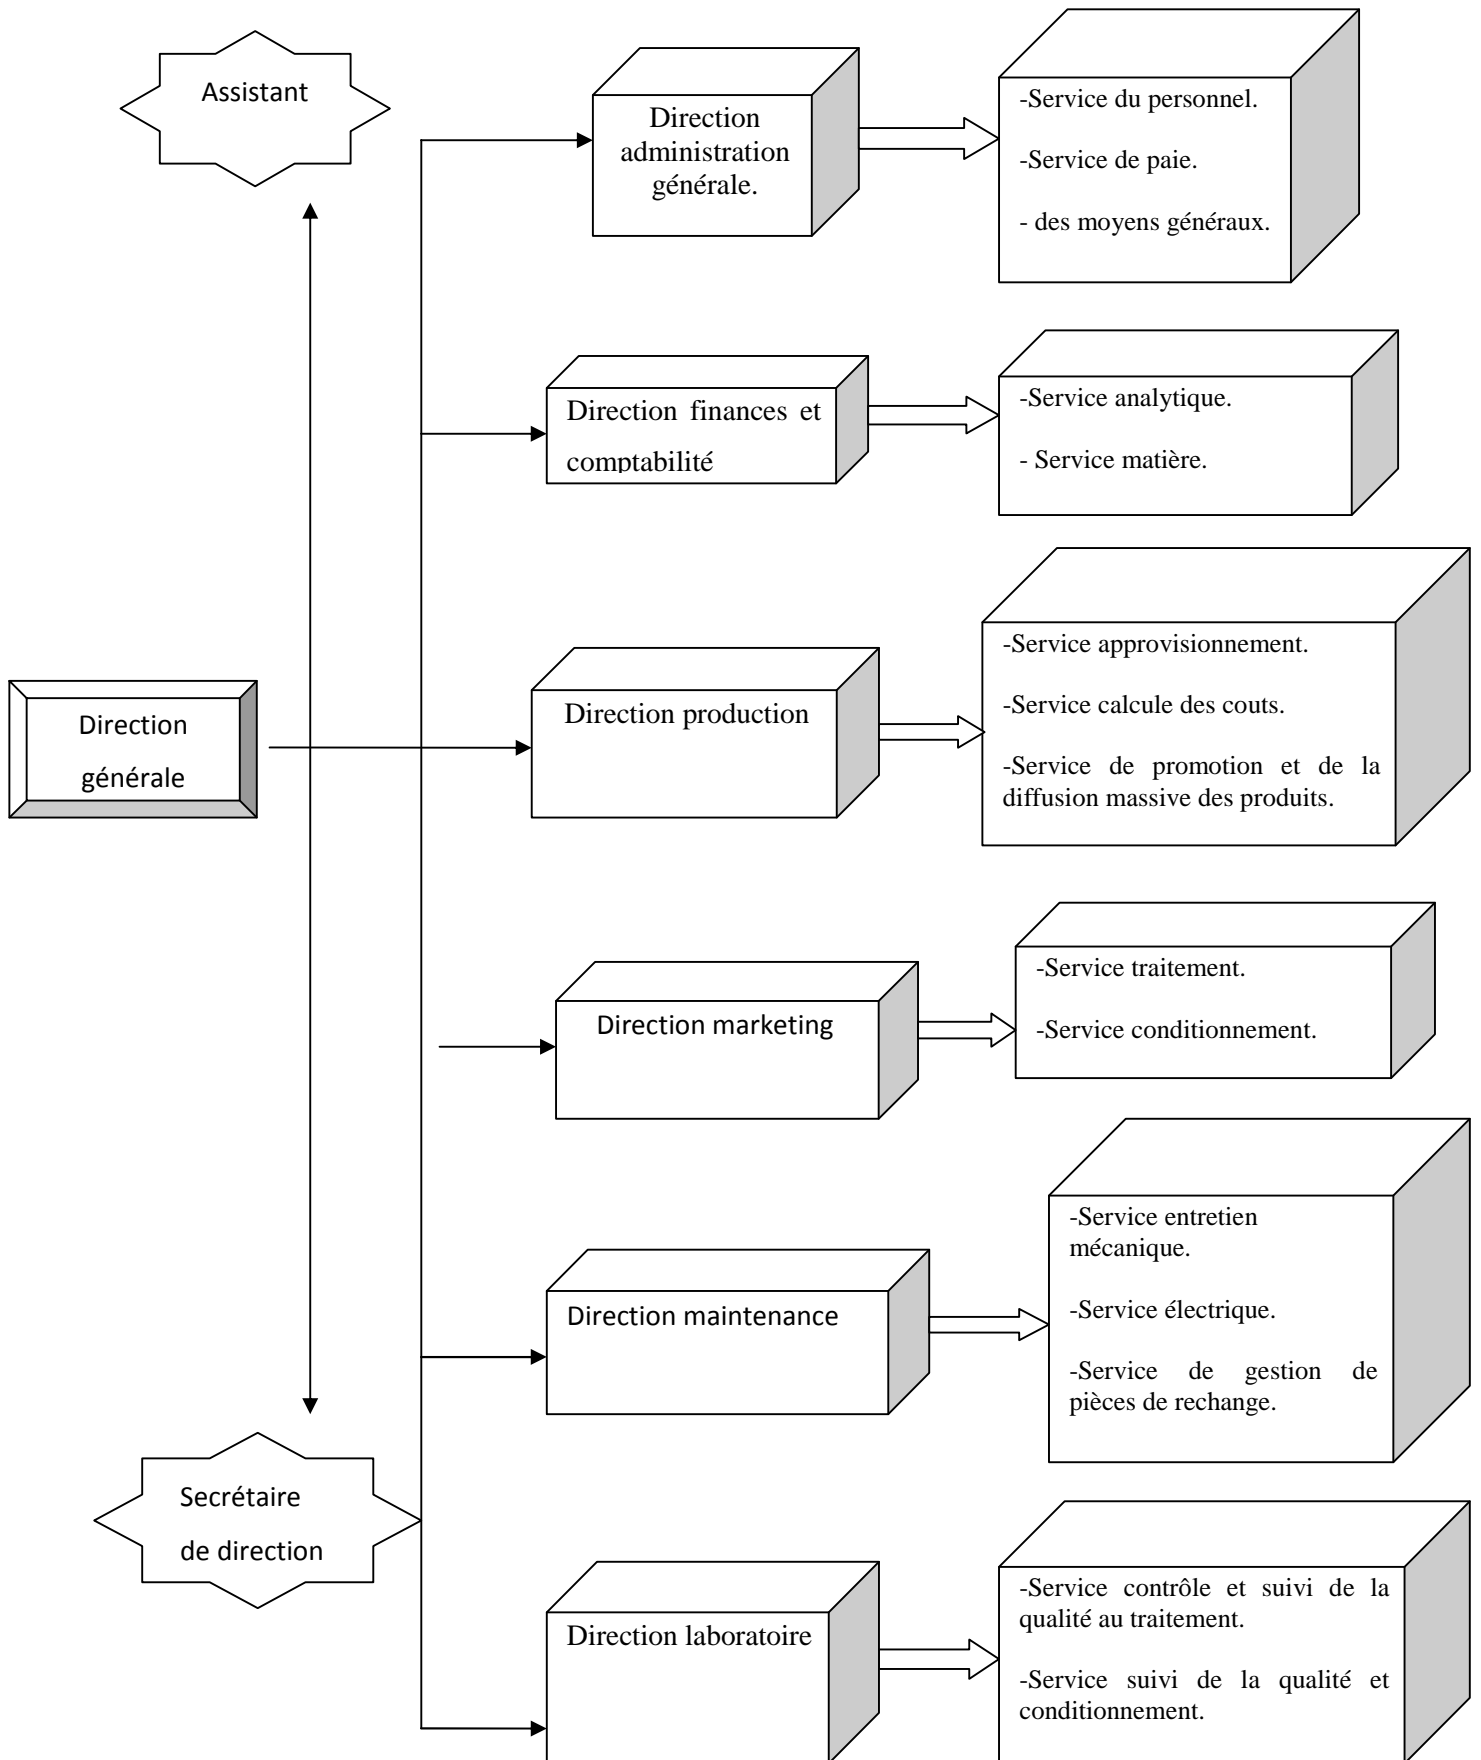 Assistant
Direction
administration
générale.
-Service du personnel.
-Service de paie.
- des moyens généraux.
Direction finances et
comptabilité
-Service analytique.
- Service matière.
Direction
générale
Direction production
-Service approvisionnement.
-Service calcule des couts.
-Service de promotion et de la
diffusion massive des produits.
Direction marketing
-Service traitement.
-Service conditionnement.
Direction maintenance
-Service entretien
mécanique.
-Service électrique.
-Service de gestion de
pièces de rechange.
Secrétaire
de direction
Direction laboratoire
-Service contrôle et suivi de la
qualité au traitement.
-Service suivi de la qualité et
conditionnement.